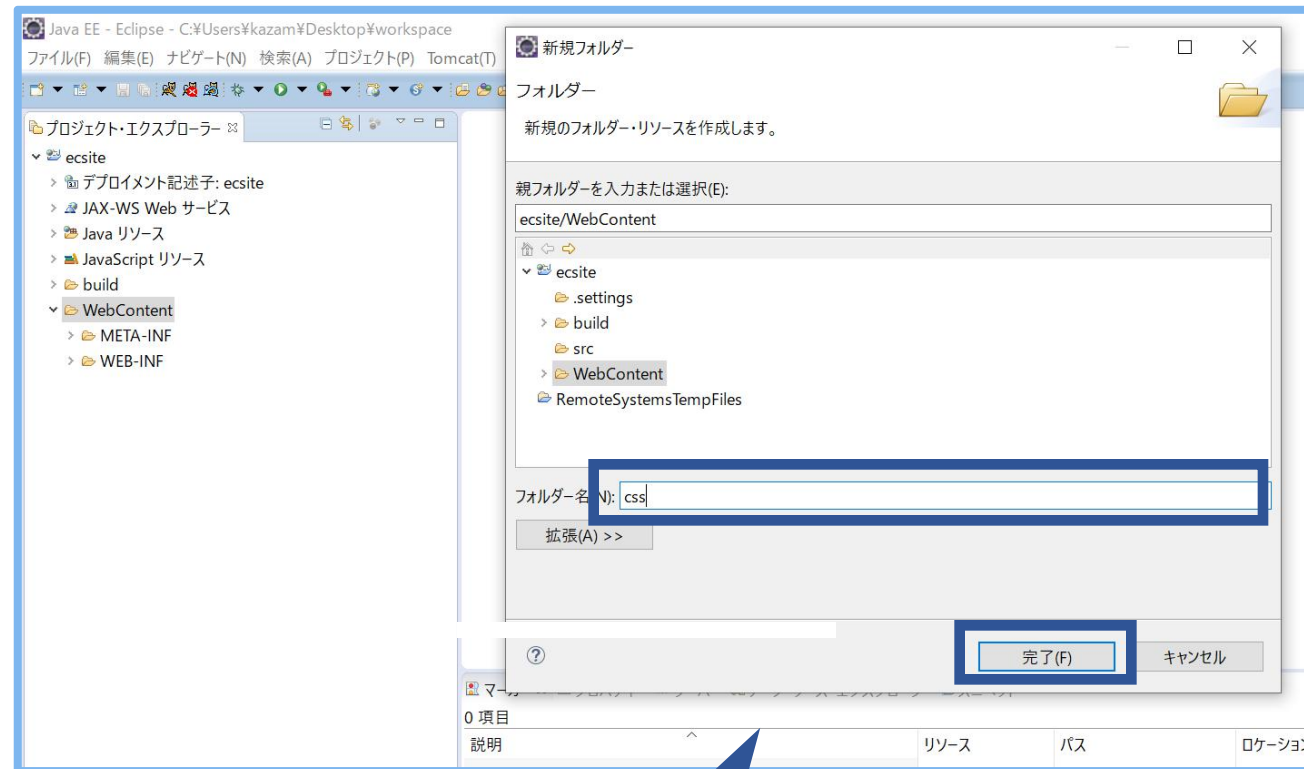 Java EE - Eclipse - C:¥Users¥kazam¥Desktop¥workspace
ファイル(F) 編集(E) ナビゲート(N) 検索(A) プロジェクト(P) Tomcat(T)
プロジェクト・エクスプローラー
ecsite
デプロイメント記述子: ecsite
JAX-WS Web サービス
Java リソース
JavaScript リソース
build
WebContent
META-INF
WEB-INF
新規フォルダー
フォルダー
新規のフォルダー・リソースを作成します。
親フォルダーを入力または選択(E):
ecsite/WebContent
ecsite
.settings
build
src
WebContent
RemoteSystemsTempFiles
フォルダー名(N): css
拡張(A) >>
完了(F) キャンセル
0 項目
説明 リソース パス ロケーション